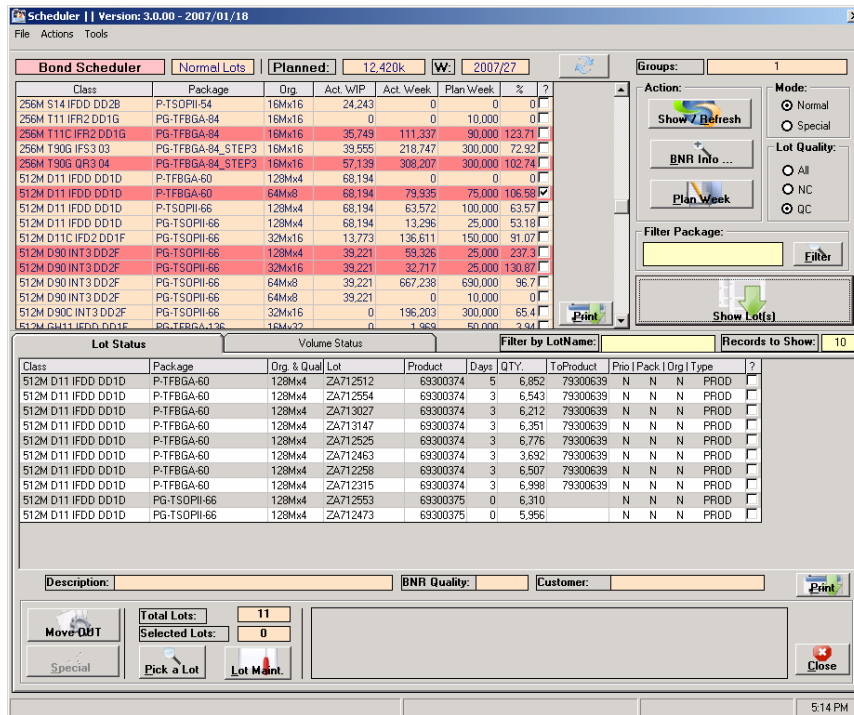 Scheduler || Version: 3.0.00 - 2007/01/18
File Actions Tools
Bond Scheduler Normal Lots Planned: 12,420k W: 2007/27 Groups: 1
Class Package Org. Act. WIP Act. Week Plan Week % ?
256M S14 IFDD DD2B P-TSOPII-54 16Mx16 24,243 0 0 0
256M T11 IFR2 DD1G PG-TFBGA-84 16Mx16 0 0 10,000 0
256M T11C IFR2 DD1G PG-TFBGA-84 16Mx16 35,749 111,337 90,000 123.71
256M T90G IFS3 03 PG-TFBGA-84_STEP3 16Mx16 39,555 218,747 300,000 72.92
256M T90G QR3 04 PG-TFBGA-84_STEP3 16Mx16 57,139 308,207 300,000 102.74
512M D11 IFDD DD1D P-TFBGA-60 128Mx4 68,194 0 0 0
512M D11 IFDD DD1D P-TFBGA-60 64Mx8 68,194 79,935 75,000 106.58
512M D11 IFDD DD1D P-TSOPII-66 128Mx4 68,194 63,572 100,000 63.57
512M D11 IFDD DD1D PG-TSOPII-66 128Mx4 68,194 13,296 25,000 53.18
512M D11C IFD2 DD1F PG-TSOPII-66 32Mx16 13,773 136,611 150,000 91.07
512M D90 INT3 DD2F PG-TSOPII-66 128Mx4 39,221 59,326 25,000 237.3
512M D90 INT3 DD2F PG-TSOPII-66 32Mx16 39,221 32,717 25,000 130.87
512M D90 INT3 DD2F PG-TSOPII-66 64Mx8 39,221 667,238 690,000 96.7
512M D90 INT3 DD2F PG-TSOPII-66 64Mx8 39,221 0 10,000 0
512M D90C INT3 DD2F PG-TSOPII-66 32Mx16 0 196,203 300,000 65.4
512M GH11 IFDD DD1F PG-TFBGA-136 16Mx32 0 1,969 50,000 3.94
Print
Action:
Show / Refresh
BNR Info ...
Plan Week
Mode:
Normal
Special
Lot Quality:
All
NC
QC
Filter Package:
Filter
Show Lot(s)
Lot Status Volume Status Filter by LotName: Records to Show: 10
Class Package Org. & Qual Lot Product Days QTY. ToProduct Prio | Pack | Org | Type ?
512M D11 IFDD DD1D P-TFBGA-60 128Mx4 ZA712512 69300374 5 6,852 79300639 N N N PROD
512M D11 IFDD DD1D P-TFBGA-60 128Mx4 ZA712554 69300374 3 6,543 79300639 N N N PROD
512M D11 IFDD DD1D P-TFBGA-60 128Mx4 ZA713027 69300374 3 6,212 79300639 N N N PROD
512M D11 IFDD DD1D P-TFBGA-60 128Mx4 ZA713147 69300374 3 6,351 79300639 N N N PROD
512M D11 IFDD DD1D P-TFBGA-60 128Mx4 ZA712525 69300374 3 6,776 79300639 N N N PROD
512M D11 IFDD DD1D P-TFBGA-60 128Mx4 ZA712463 69300374 3 3,692 79300639 N N N PROD
512M D11 IFDD DD1D P-TFBGA-60 128Mx4 ZA712258 69300374 3 6,507 79300639 N N N PROD
512M D11 IFDD DD1D P-TFBGA-60 128Mx4 ZA712315 69300374 3 6,998 79300639 N N N PROD
512M D11 IFDD DD1D PG-TSOPII-66 128Mx4 ZA712553 69300375 0 6,310 N N N PROD
512M D11 IFDD DD1D PG-TSOPII-66 128Mx4 ZA712473 69300375 0 5,956 N N N PROD
Description: BNR Quality: Customer: Print
Move OUT Total Lots: 11
Selected Lots: 0
Special Pick a Lot Lot Maint. Close
5:14 PM